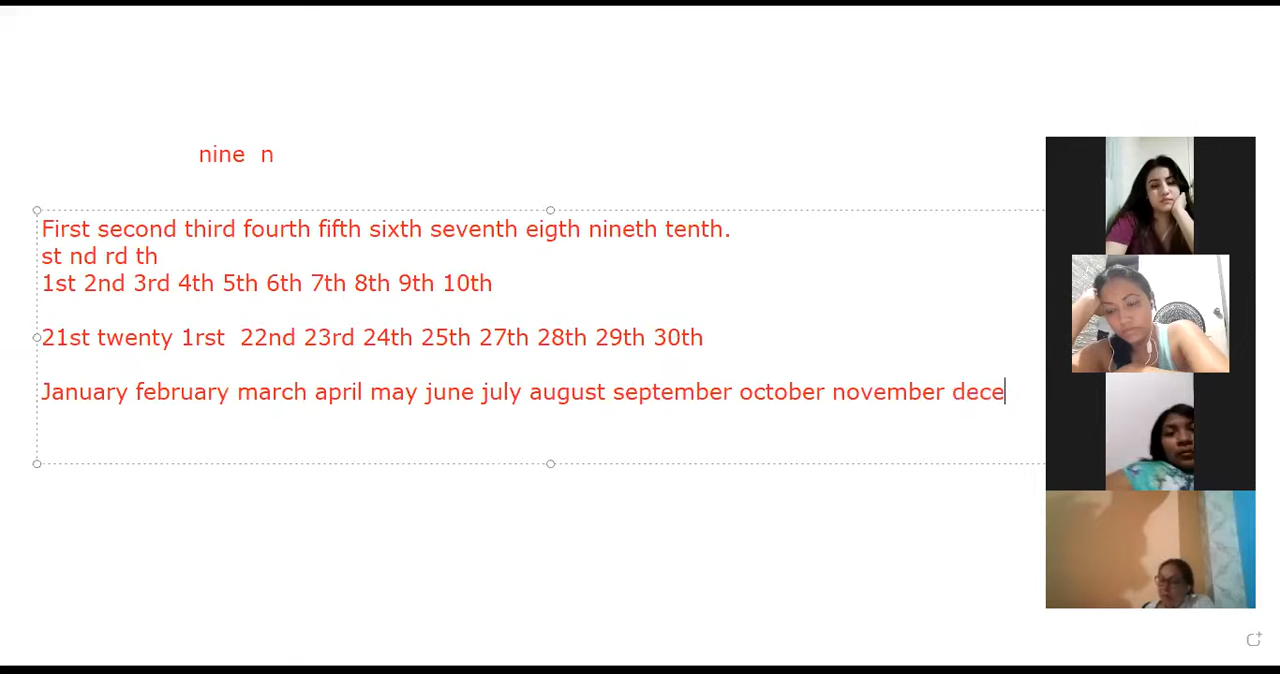 nine n
First second third fourth fifth sixth seventh eigth nineth tenth.
st nd rd th
1st 2nd 3rd 4th 5th 6th 7th 8th 9th 10th
21st twenty 1rst 22nd 23rd 24th 25th 27th 28th 29th 30th
January february march april may june july august september october november dece